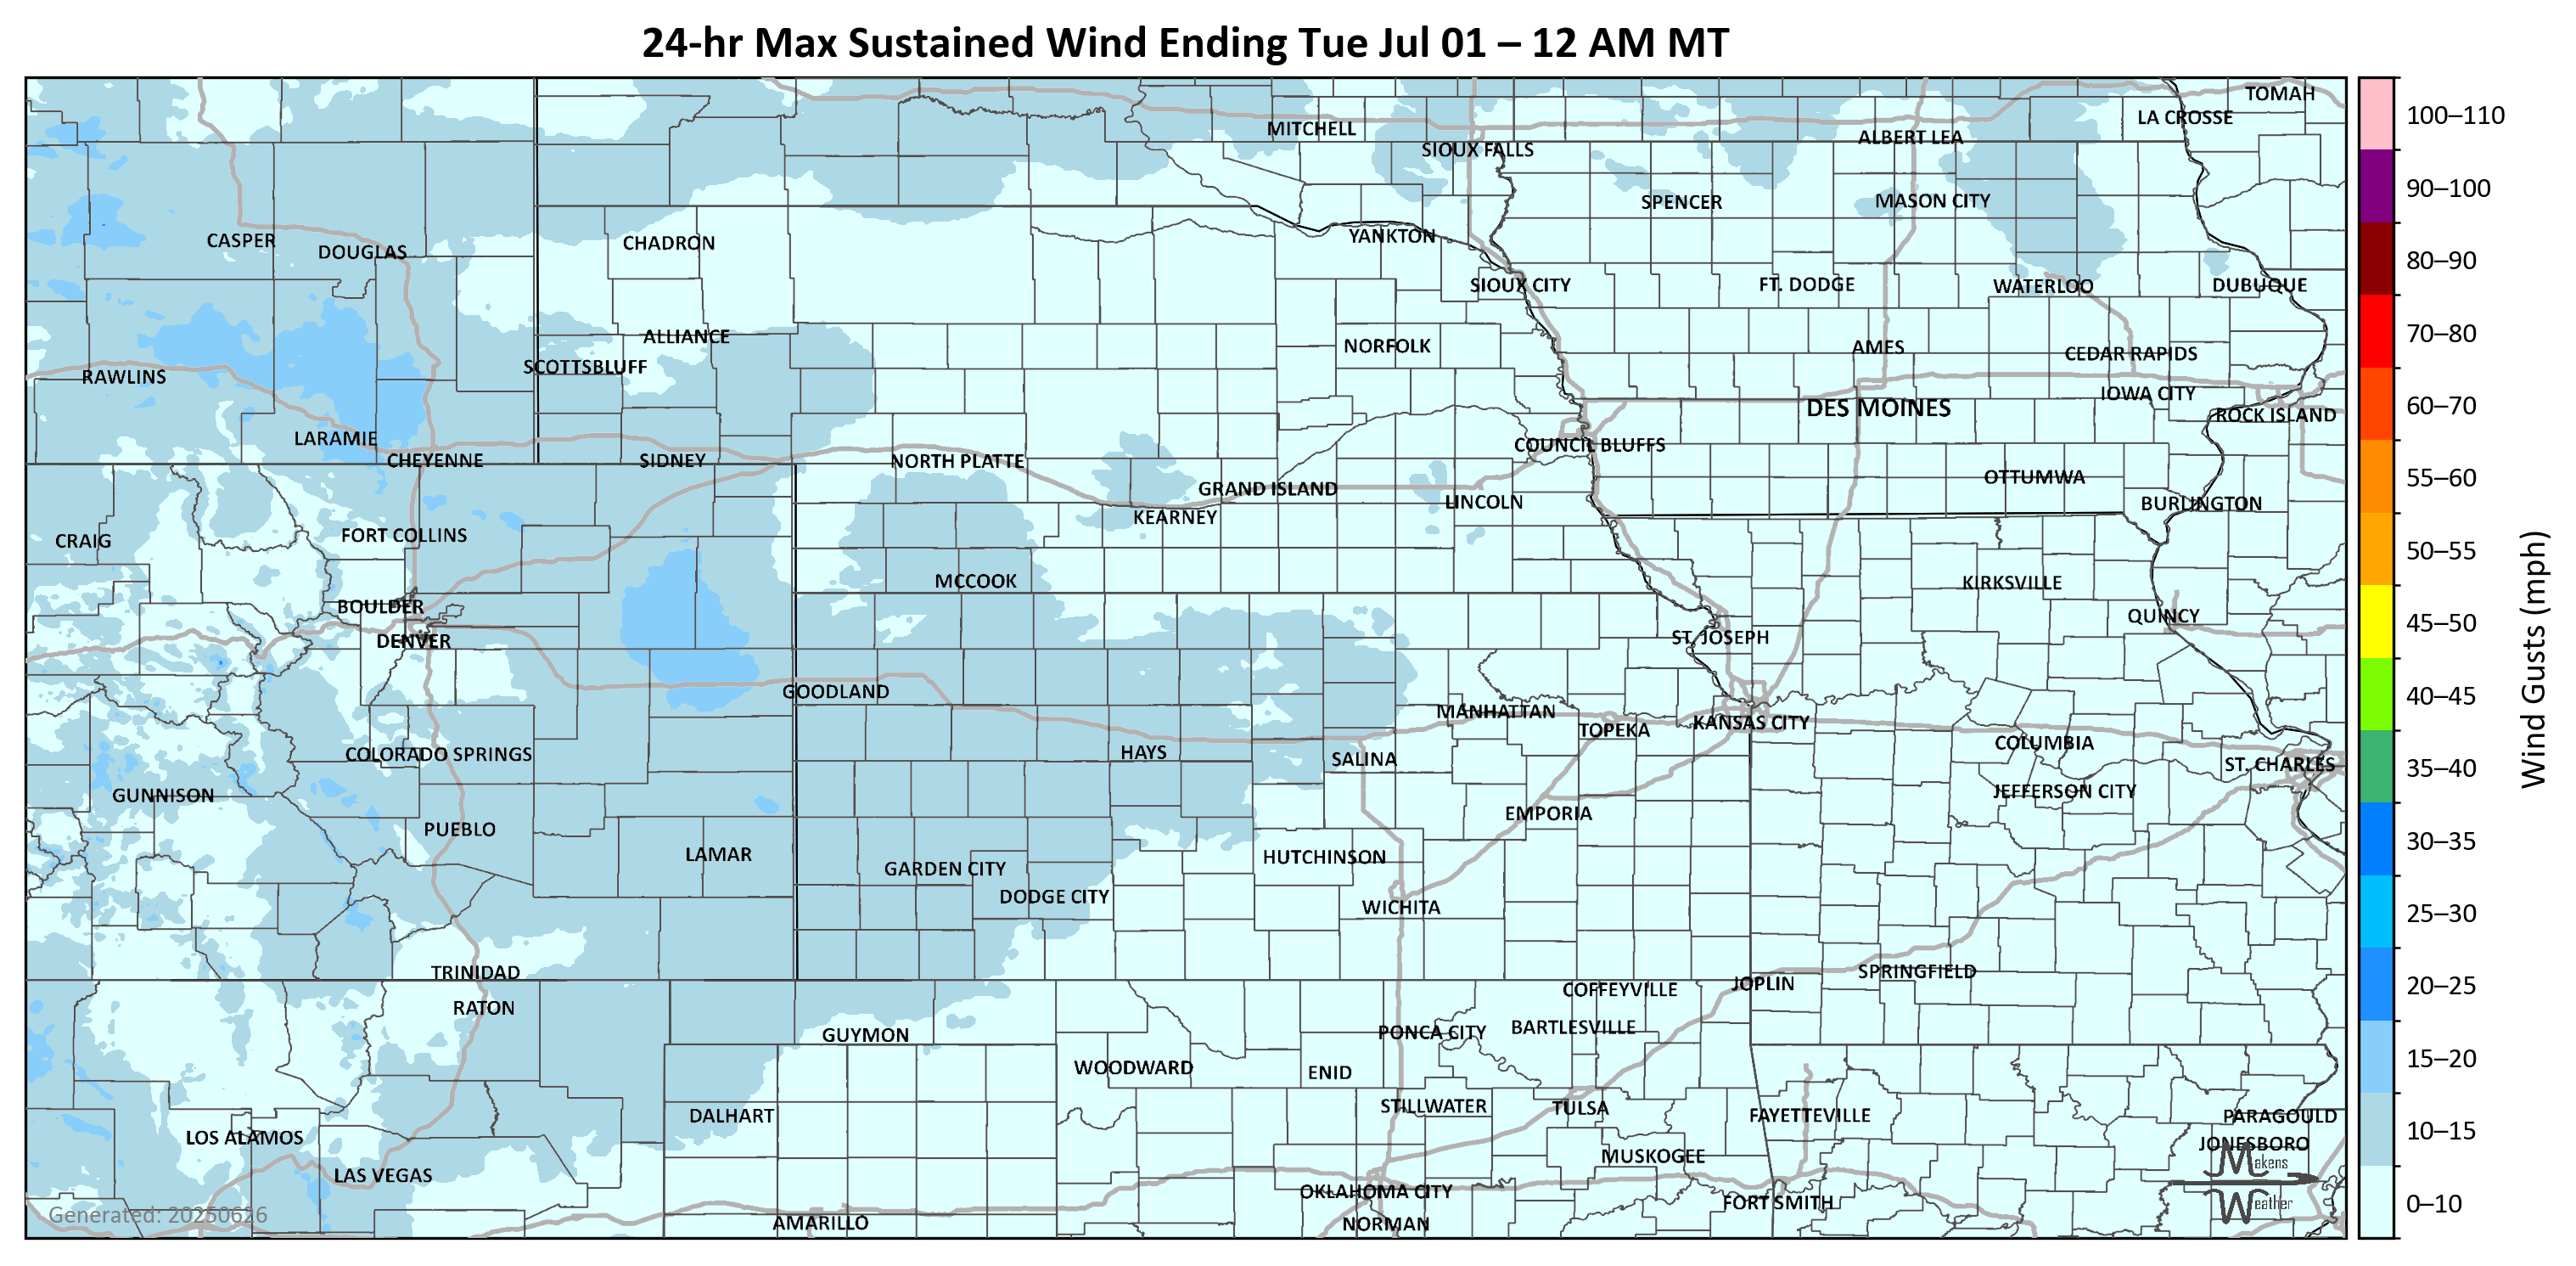 24-hr Max Sustained Wind Ending Tue Jul 01 – 12 AM MT
TOMAH
LA CROSSE
MITCHELL
ALBERT LEA
SIOUX FALLS
SPENCER
MASON CITY
YANKTON
CASPER
CHADRON
DOUGLAS
SIOUX CITY
FT. DODGE
WATERLOO
DUBUQUE
ALLIANCE
NORFOLK
AMES
CEDAR RAPIDS
SCOTTSBLUFF
RAWLINS
IOWA CITY
DES MOINES
ROCK ISLAND
LARAMIE
COUNCIL BLUFFS
CHEYENNE
SIDNEY
NORTH PLATTE
OTTUMWA
GRAND ISLAND
LINCOLN
BURLINGTON
KEARNEY
FORT COLLINS
CRAIG
MCCOOK
KIRKSVILLE
BOULDER
QUINCY
DENVER
ST. JOSEPH
GOODLAND
MANHATTAN
KANSAS CITY
TOPEKA
COLUMBIA
HAYS
COLORADO SPRINGS
SALINA
ST. CHARLES
GUNNISON
JEFFERSON CITY
EMPORIA
PUEBLO
LAMAR
HUTCHINSON
GARDEN CITY
DODGE CITY
WICHITA
TRINIDAD
SPRINGFIELD
JOPLIN
COFFEYVILLE
RATON
BARTLESVILLE
GUYMON
PONCA CITY
WOODWARD
ENID
STILLWATER
TULSA
DALHART
FAYETTEVILLE
PARAGOULD
LOS ALAMOS
JONESBORO
MUSKOGEE
LAS VEGAS
OKLAHOMA CITY
FORT SMITH
AMARILLO
NORMAN
Generated: 20250626
Makens
Weather
100–110
90–100
80–90
70–80
60–70
55–60
50–55
45–50
40–45
35–40
30–35
25–30
20–25
15–20
10–15
0–10
Wind Gusts (mph)